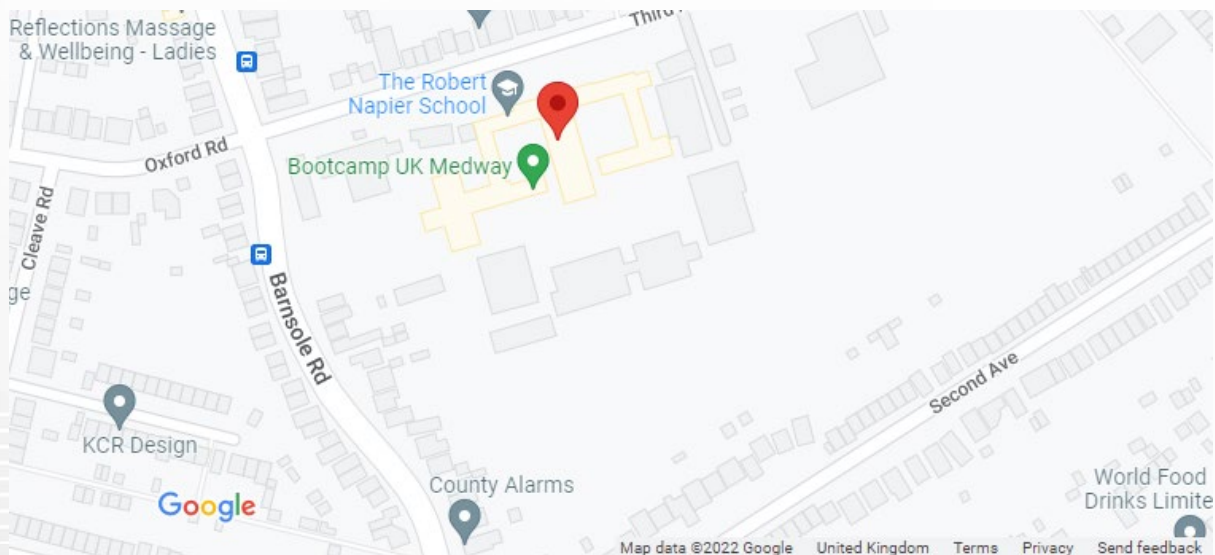 Reflections Massage
& Wellbeing - Ladies
Third
The Robert
Napier School
Oxford Rd
Bootcamp UK Medway
Cleave Rd
ge
Barnsole Rd
Second Ave
KCR Design
County Alarms
World Food
Drinks Limite
Google
Map data ©2022 Google United Kingdom Terms Privacy Send feedback